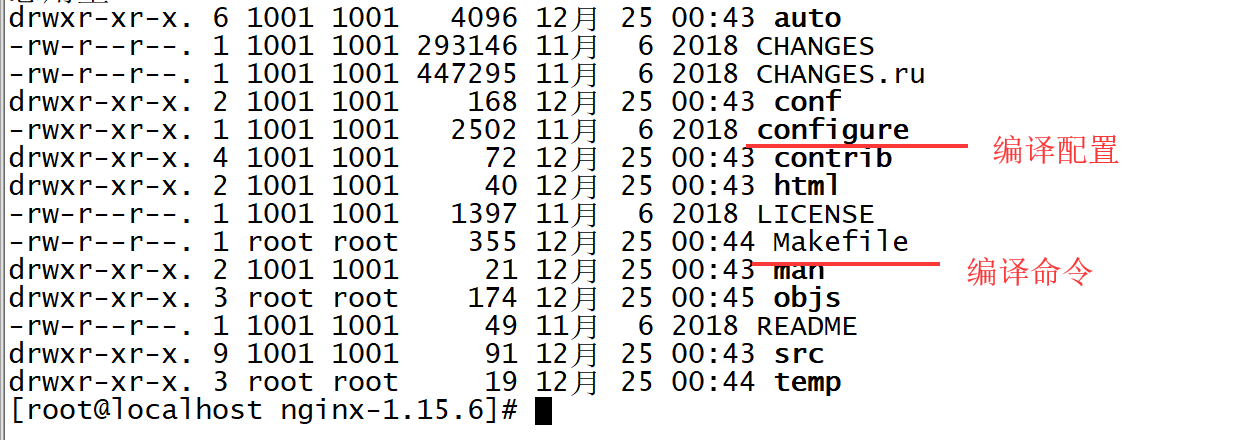 drwxr-xr-x. 6 1001 1001   4096 12月  25 00:43 auto
-rw-r--r--. 1 1001 1001 293146 11月   6 2018 CHANGES
-rw-r--r--. 1 1001 1001 447295 11月   6 2018 CHANGES.ru
drwxr-xr-x. 2 1001 1001    168 12月  25 00:43 conf
-rwxr-xr-x. 1 1001 1001   2502 11月   6 2018 configure
编译配置
drwxr-xr-x. 4 1001 1001     72 12月  25 00:43 contrib
drwxr-xr-x. 2 1001 1001     40 12月  25 00:43 html
-rw-r--r--. 1 1001 1001   1397 11月   6 2018 LICENSE
-rw-r--r--. 1 root root    355 12月  25 00:44 Makefile
编译命令
drwxr-xr-x. 2 1001 1001     21 12月  25 00:43 man
drwxr-xr-x. 3 root root    174 12月  25 00:45 objs
-rw-r--r--. 1 1001 1001     49 11月   6 2018 README
drwxr-xr-x. 9 1001 1001     91 12月  25 00:43 src
drwxr-xr-x. 3 root root     19 12月  25 00:44 temp
[root@localhost nginx-1.15.6]#